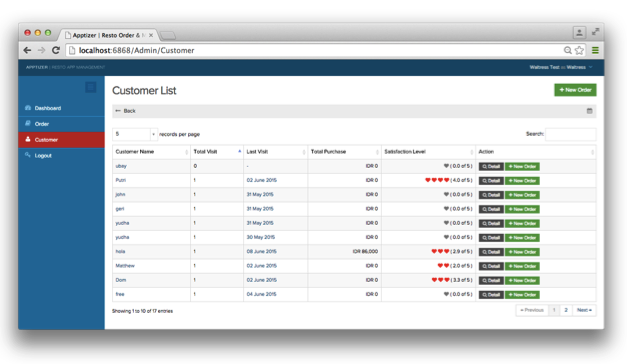 Apptizer | Resto Order & M
localhost:6868/Admin/Customer
APPTIZER | RESTO APP MANAGEMENT
Waitress Test as Waitress
Customer List
+ New Order
Dashboard
Order
Customer
Logout
← Back
5 records per page
Search:
Customer Name Total Visit Last Visit Total Purchase Satisfaction Level Action
ubay 0 - IDR 0 (0.0 of 5) Detail + New Order
Putri 1 02 June 2015 IDR 0 (4.0 of 5) Detail + New Order
john 1 31 May 2015 IDR 0 (0.0 of 5) Detail + New Order
geri 1 31 May 2015 IDR 0 (0.0 of 5) Detail + New Order
yudha 1 31 May 2015 IDR 0 (0.0 of 5) Detail + New Order
yudha 1 30 May 2015 IDR 0 (0.0 of 5) Detail + New Order
1 08 June 2015 IDR 86,000 (2.9 of 5) Detail + New Order
Matthew 1 02 June 2015 IDR 0 (2.0 of 5) Detail + New Order
Dom 1 02 June 2015 IDR 0 (3.3 of 5) Detail + New Order
free 1 04 June 2015 IDR 0 (0.0 of 5) Detail + New Order
Showing 1 to 10 of 17 entries
← Previous 1 2 Next →